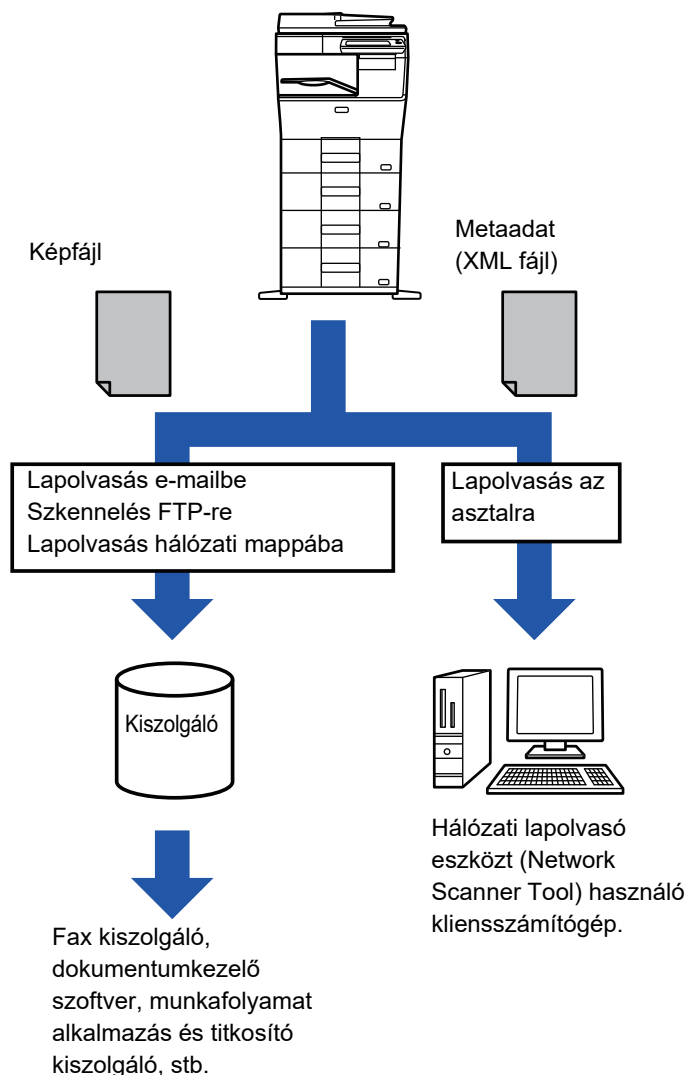 Képfájl
Metaadat
(XML fájl)
Lapolvasás e-mailbe
Szkennelés FTP-re
Lapolvasás hálózati mappába
Lapolvasás az
asztalra
Kiszolgáló
Hálózati lapolvasó
eszközt (Network
Scanner Tool) használó
kliensszámítógép.
Fax kiszolgáló,
dokumentumkezelő
szoftver, munkafolyamat
alkalmazás és titkosító
kiszolgáló, stb.